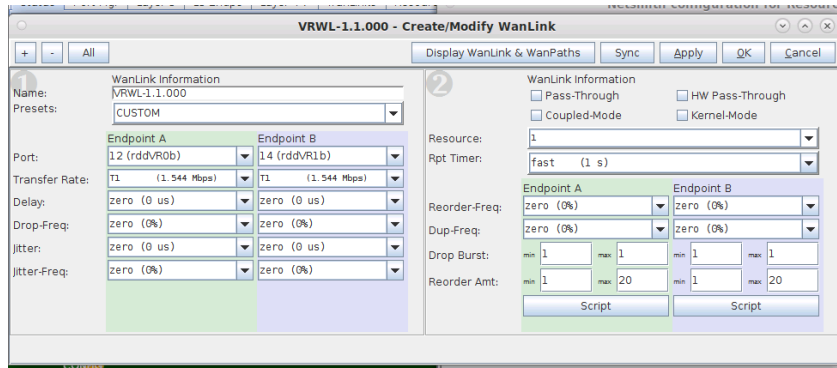 VRWL-1.1.000 - Create/Modify WanLink
+ - All Display WanLink & WanPaths Sync Apply OK Cancel
1
WanLink Information
Name: VRWL-1.1.000
Presets: CUSTOM
Endpoint A Endpoint B
Port: 12 (rddVR0b) 14 (rddVR1b)
Transfer Rate: T1 (1.544 Mbps) T1 (1.544 Mbps)
Delay: zero (0 us) zero (0 us)
Drop-Freq: zero (0%) zero (0%)
Jitter: zero (0 us) zero (0 us)
Jitter-Freq: zero (0%) zero (0%)
2
WanLink Information
Pass-Through HW Pass-Through
Coupled-Mode Kernel-Mode
Resource: 1
Rpt Timer: fast (1 s)
Endpoint A Endpoint B
Reorder-Freq: zero (0%) zero (0%)
Dup-Freq: zero (0%) zero (0%)
Drop Burst: min 1 max 1 min 1 max 1
Reorder Amt: min 1 max 20 min 1 max 20
Script Script